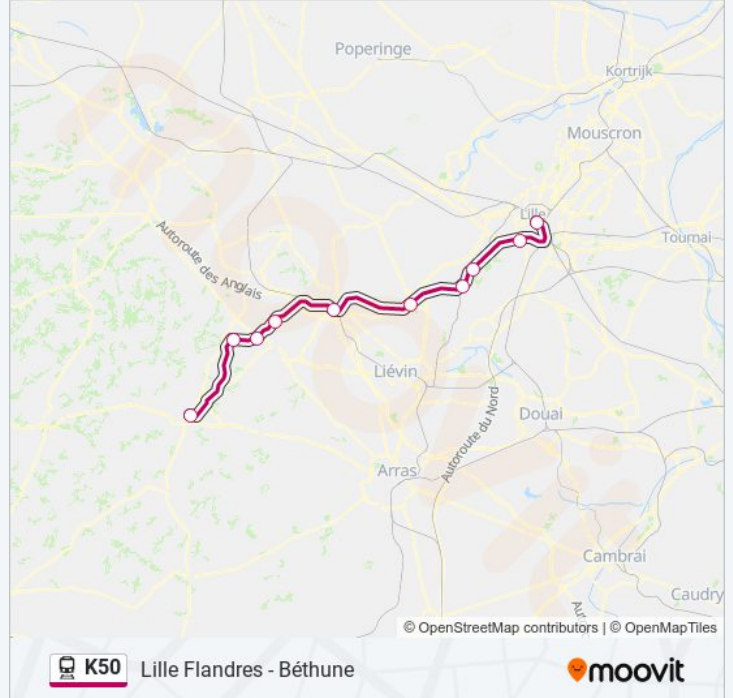 Poperinge
Kortrijk
Mouscron
Lille
Tournai
Autoroute des Anglais
Liévin
Douai
Autoroute du Nord
Arras
Cambrai
Caudry
Aut
© OpenStreetMap contributors | © OpenMapTiles
K50 Lille Flandres - Béthune
moovit